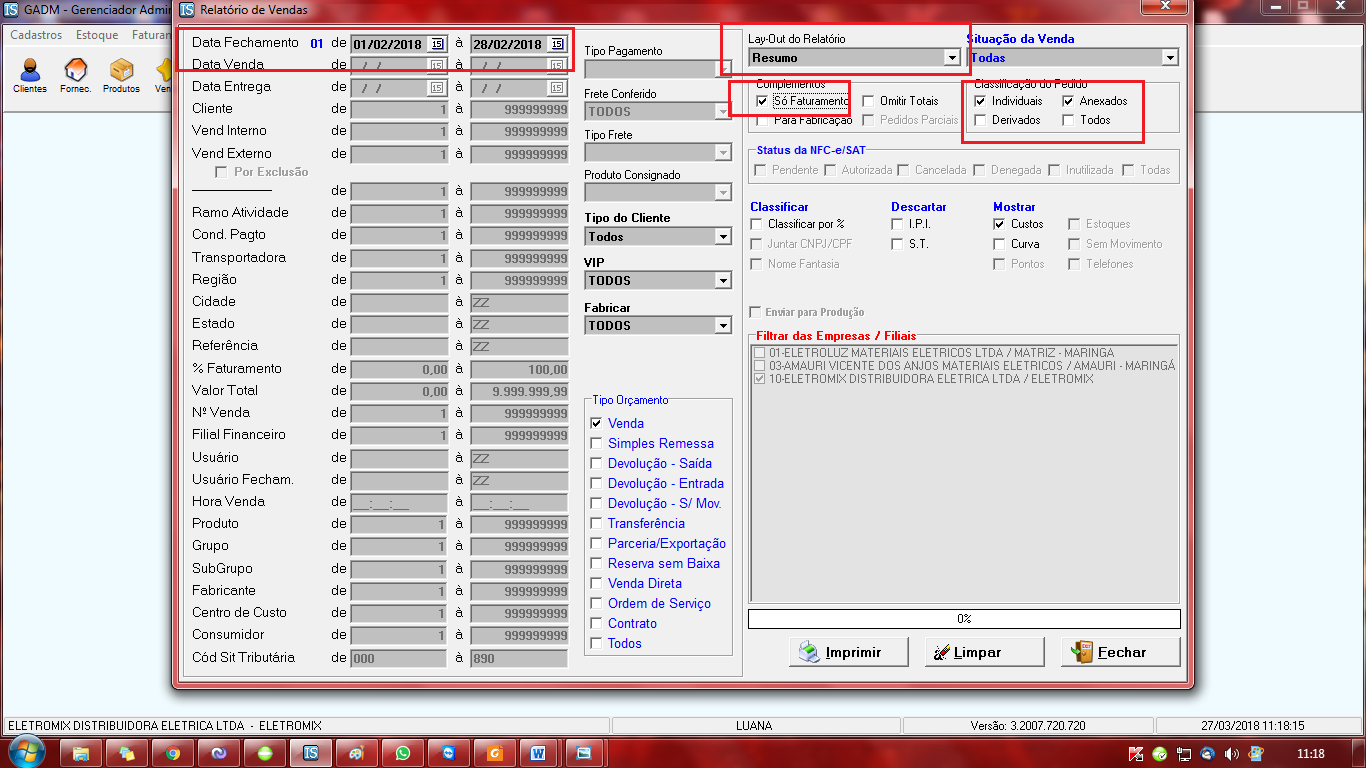 GADM - Gerenciador Admin
Relatório de Vendas
Cadastros Estoque Faturam
Clientes Fornec. Produtos
Data Fechamento 01 de 01/02/2018 15 à 28/02/2018 15
Data Venda de / / 15 à / / 15
Data Entrega de / / 15 à / / 15
Cliente de 1 à 999999999
Vend Interno de 1 à 999999999
Vend Externo de 1 à 999999999
Por Exclusão
de 1 à 999999999
Ramo Atividade de 1 à 999999999
Cond. Pagto de 1 à 999999999
Transportadora de 1 à 999999999
Região de 1 à 999999999
Cidade de à ZZ
Estado de à ZZ
Referência de à ZZ
% Faturamento de 0,00 à 100,00
Valor Total de 0,00 à 9.999.999,99
Nº Venda de 1 à 999999999
Filial Financeiro de 1 à 999999999
Usuário de à ZZ
Usuário Fecham. de à ZZ
Hora Venda de __:__:__ à __:__:__
Produto de 1 à 999999999
Grupo de 1 à 999999999
SubGrupo de 1 à 999999999
Fabricante de 1 à 999999999
Centro de Custo de 1 à 999999999
Consumidor de 1 à 999999999
Cód Sit Tributária de 000 à 890
Tipo Pagamento
Frete Conferido
TODOS
Tipo Frete
Produto Consignado
Tipo do Cliente
Todos
VIP
TODOS
Fabricar
TODOS
Tipo Orçamento
Venda
Simples Remessa
Devolução - Saída
Devolução - Entrada
Devolução - S/ Mov.
Transferência
Parceria/Exportação
Reserva sem Baixa
Venda Direta
Ordem de Serviço
Contrato
Todos
Lay-Out do Relatório
Resumo
Situação da Venda
Todas
Complementos
Só Faturamento Omitir Totais
Para Fabricação Pedidos Parciais
Classificação do Pedido
Individuais Anexados
Derivados Todos
Status da NFC-e/SAT
Pendente Autorizada Cancelada Denegada Inutilizada Todas
Classificar
Classificar por %
Juntar CNPJ/CPF
Nome Fantasia
Descartar
I.P.I.
S.T.
Mostrar
Custos Estoques
Curva Sem Movimento
Pontos Telefones
Enviar para Produção
Filtrar das Empresas / Filiais
01-ELETROLUZ MATERIAIS ELETRICOS LTDA / MATRIZ - MARINGA
03-AMAURI VICENTE DOS ANJOS MATERIAIS ELETRICOS / AMAURI - MARINGÁ
10-ELETROMIX DISTRIBUIDORA ELETRICA LTDA / ELETROMIX
0%
Imprimir Limpar Fechar
ELETROMIX DISTRIBUIDORA ELETRICA LTDA - ELETROMIX LUANA Versão: 3.2007.720.720 27/03/2018 11:18:15
11:18